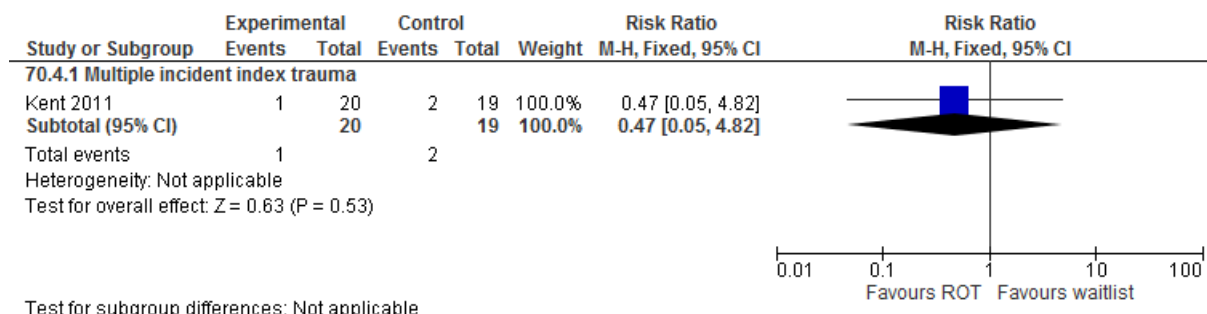 Experimental Control Risk Ratio Risk Ratio
Study or Subgroup Events Total Events Total Weight M-H, Fixed, 95% CI M-H, Fixed, 95% CI
70.4.1 Multiple incident index trauma
Kent 2011 1 20 2 19 100.0% 0.47 [0.05, 4.82]
Subtotal (95% CI) 20 19 100.0% 0.47 [0.05, 4.82]
Total events 1 2
Heterogeneity: Not applicable
Test for overall effect: Z = 0.63 (P = 0.53)
0.01 0.1 1 10 100
Favours ROT Favours waitlist
Test for subgroup differences: Not applicable